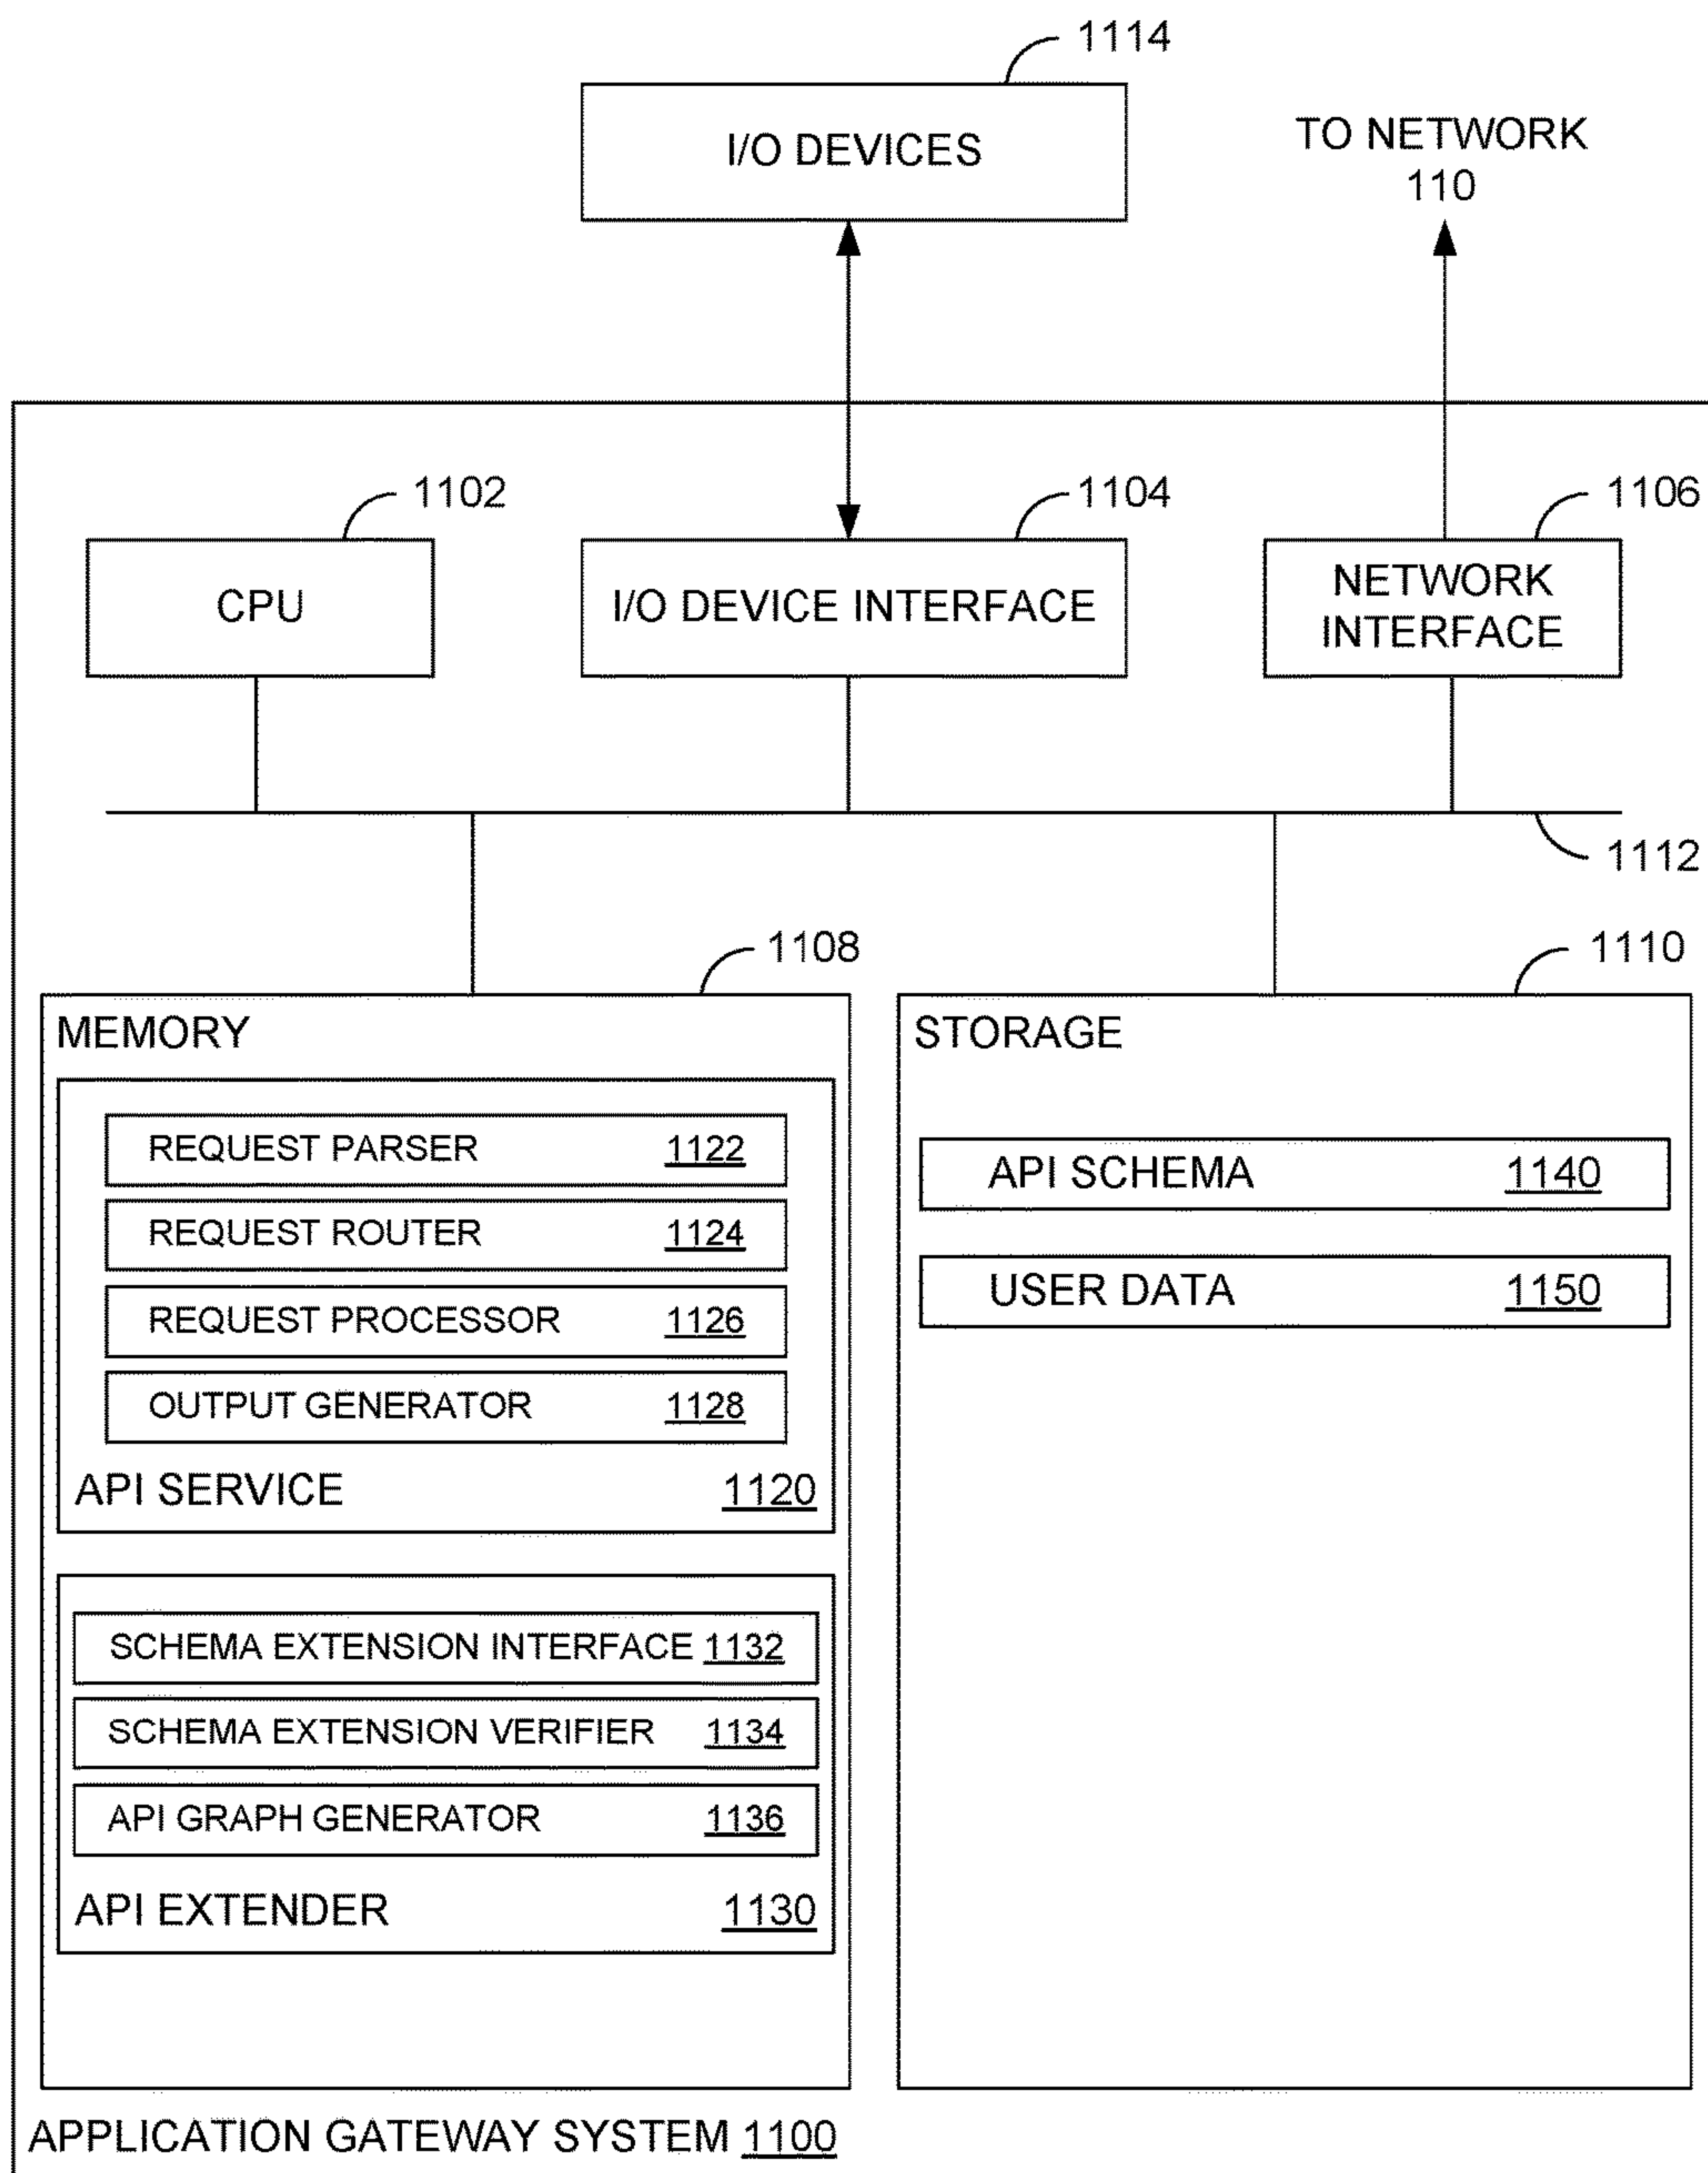 1114
I/O DEVICES
TO NETWORK
110
1102
1104
1106
CPU
I/O DEVICE INTERFACE
NETWORK
INTERFACE
1112
1108
1110
MEMORY
REQUEST PARSER 1122
REQUEST ROUTER 1124
REQUEST PROCESSOR 1126
OUTPUT GENERATOR 1128
API SERVICE 1120
SCHEMA EXTENSION INTERFACE 1132
SCHEMA EXTENSION VERIFIER 1134
API GRAPH GENERATOR 1136
API EXTENDER 1130
STORAGE
API SCHEMA 1140
USER DATA 1150
APPLICATION GATEWAY SYSTEM 1100